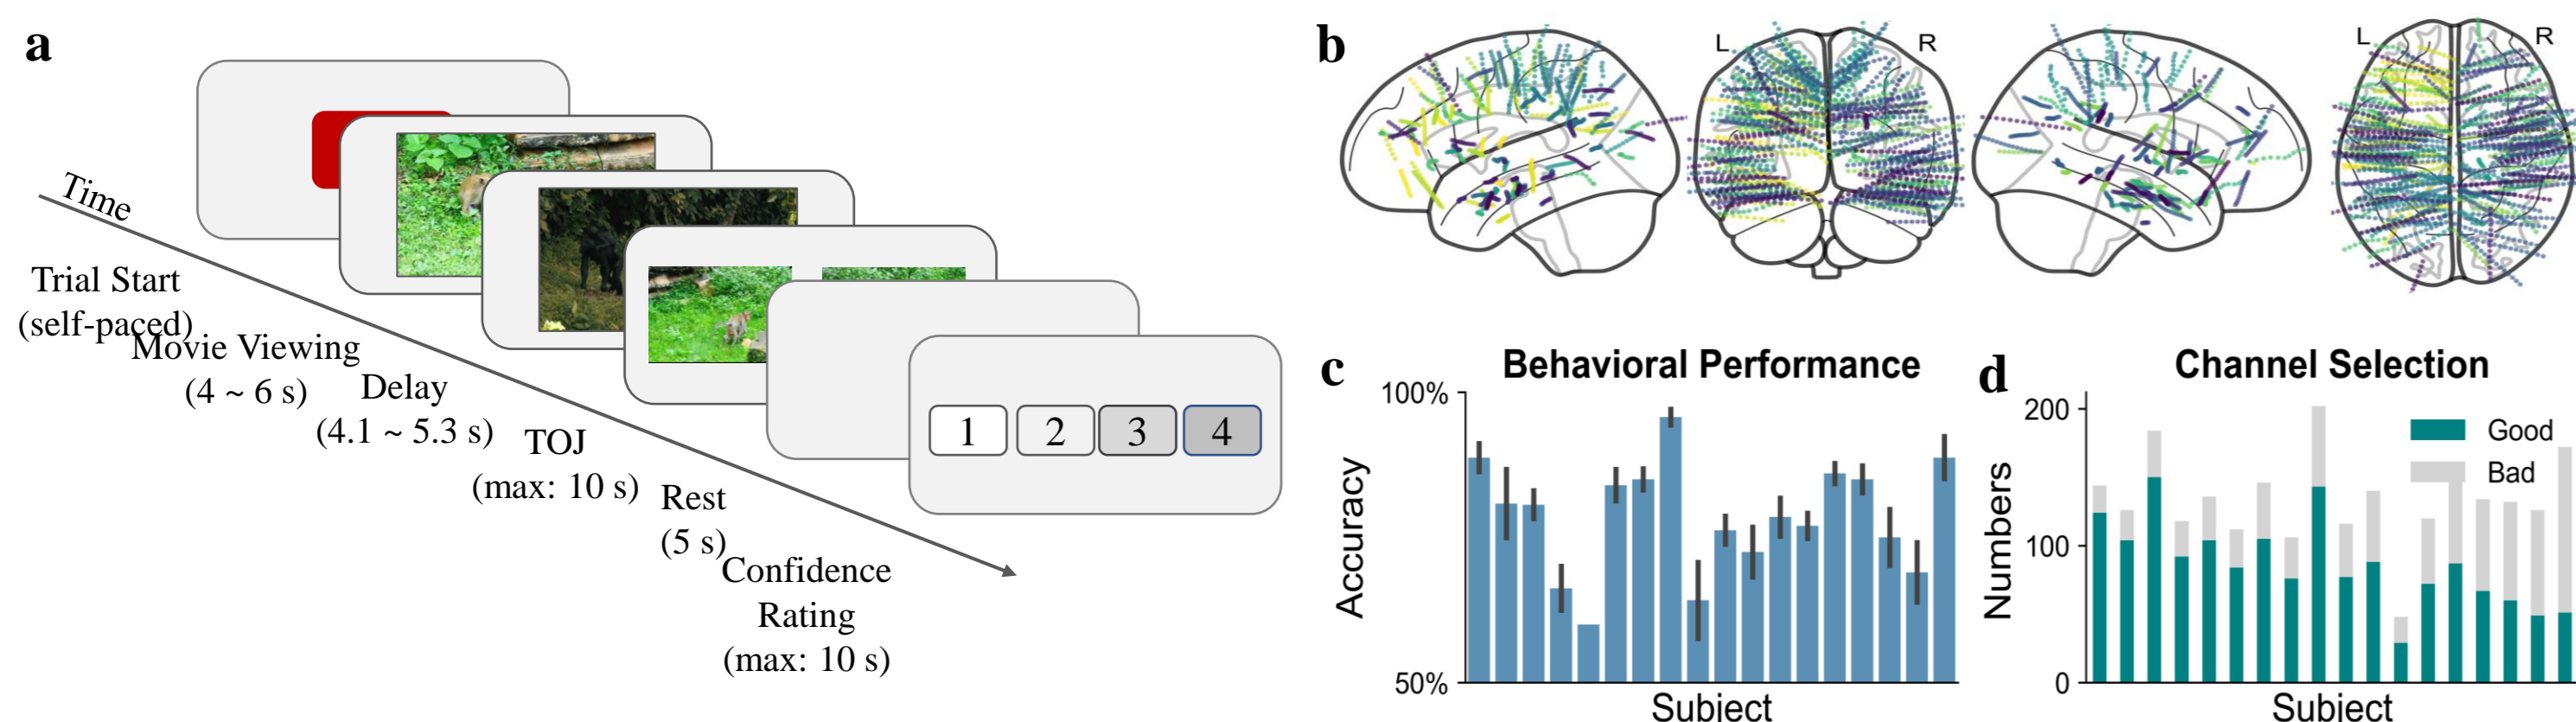 a
Time
Trial Start
(self-paced)
Movie Viewing
(4 ~ 6 s)
Delay
(4.1 ~ 5.3 s)
TOJ
(max: 10 s)
Rest
(5 s)
Confidence
Rating
(max: 10 s)
1 2 3 4
b
L R
L R
c
Behavioral Performance
100%
50%
Accuracy
Subject
d
Channel Selection
200
100
0
Numbers
Good
Bad
Subject